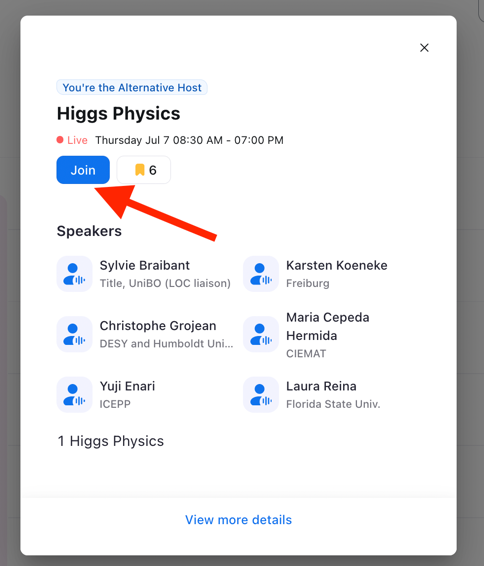 You're the Alternative Host
Higgs Physics
Live Thursday Jul 7 08:30 AM - 07:00 PM
Join 6
Speakers
Sylvie Braibant
Title, UniBO (LOC liaison)
Karsten Koeneke
Freiburg
Christophe Grojean
DESY and Humboldt Uni...
Maria Cepeda
Hermida
CIEMAT
Yuji Enari
ICEPP
Laura Reina
Florida State Univ.
1 Higgs Physics
View more details